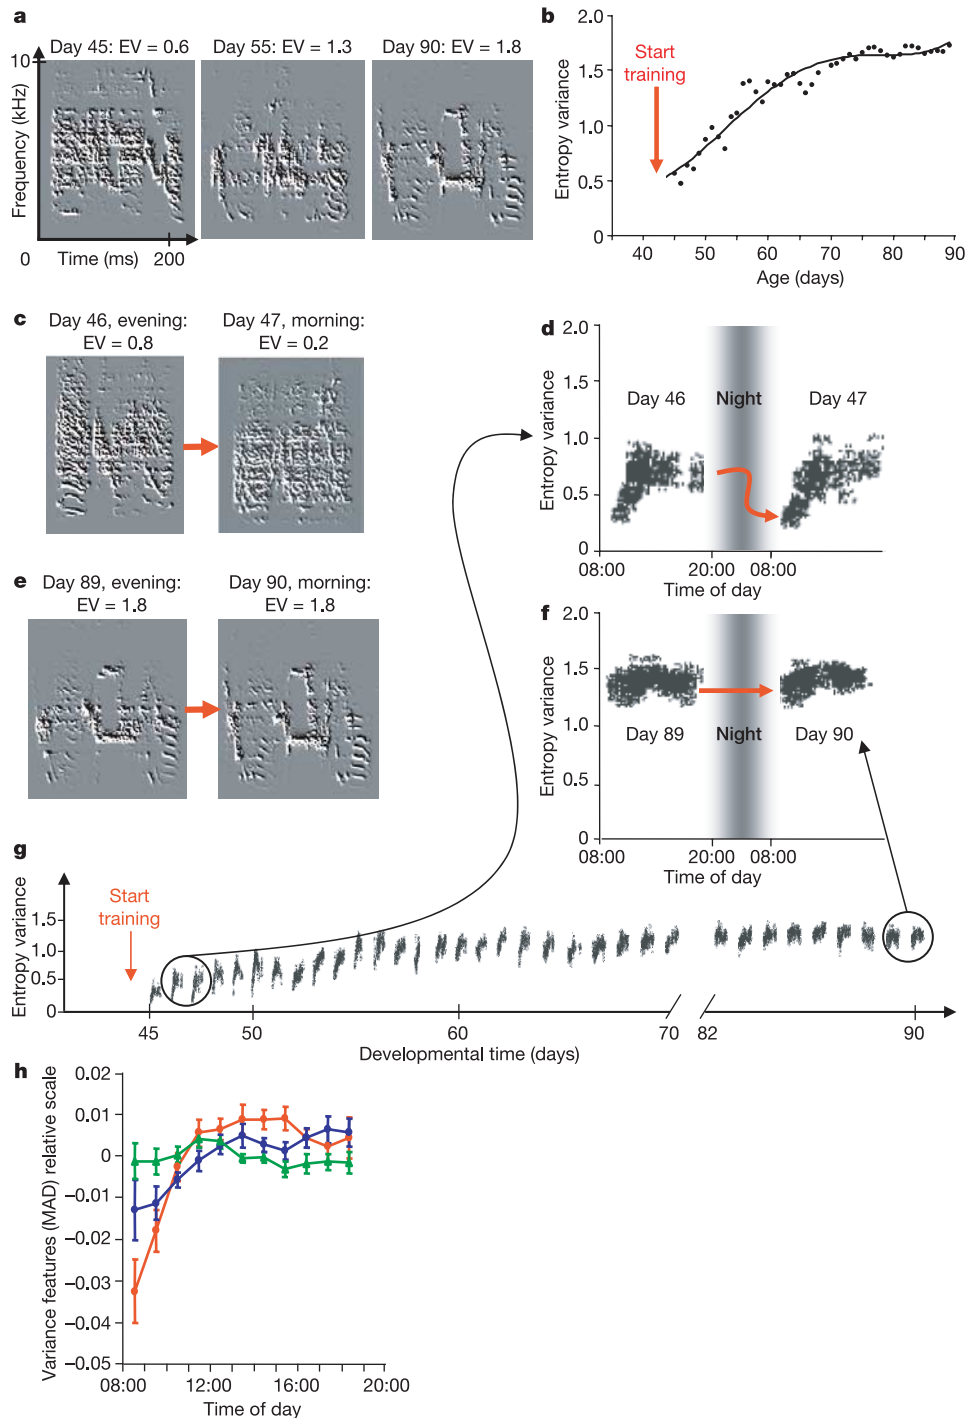 a
Day 45: EV = 0.6
Day 55: EV = 1.3
Day 90: EV = 1.8
10
Frequency (kHz)
0
Time (ms)
200
b
2.0
1.5
1.0
0.5
0
Entropy variance
Start
training
40
50
60
70
80
90
Age (days)
c
Day 46, evening:
EV = 0.8
Day 47, morning:
EV = 0.2
d
2.0
1.5
1.0
0.5
0
Entropy variance
Day 46
Night
Day 47
08:00
20:00
08:00
Time of day
e
Day 89, evening:
EV = 1.8
Day 90, morning:
EV = 1.8
f
2.0
1.5
1.0
0.5
0
Entropy variance
Day 89
Night
Day 90
08:00
20:00
08:00
Time of day
g
Entropy variance
1.5
1.0
0.5
0
Start
training
45
50
60
70
82
90
Developmental time (days)
h
Variance features (MAD) relative scale
0.02
0.01
0
−0.01
−0.02
−0.03
−0.04
−0.05
08:00
12:00
16:00
20:00
Time of day